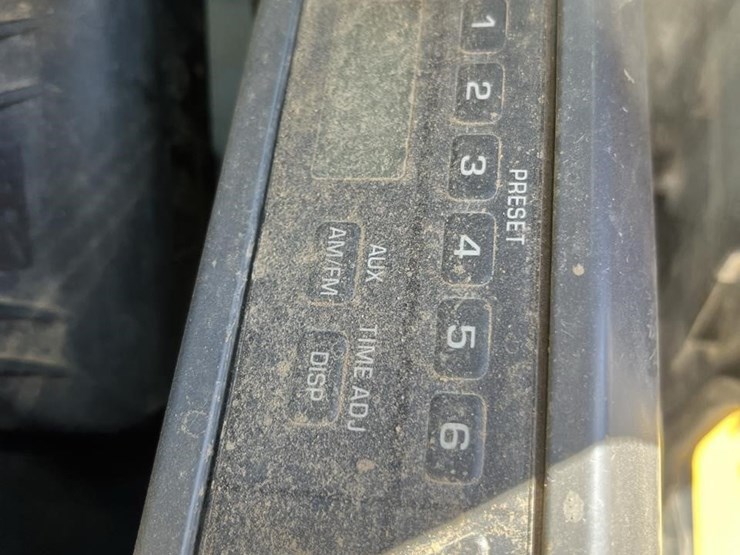 PRESET
1 2 3 4 5 6
AUX TIME ADJ
AM/FM DISP